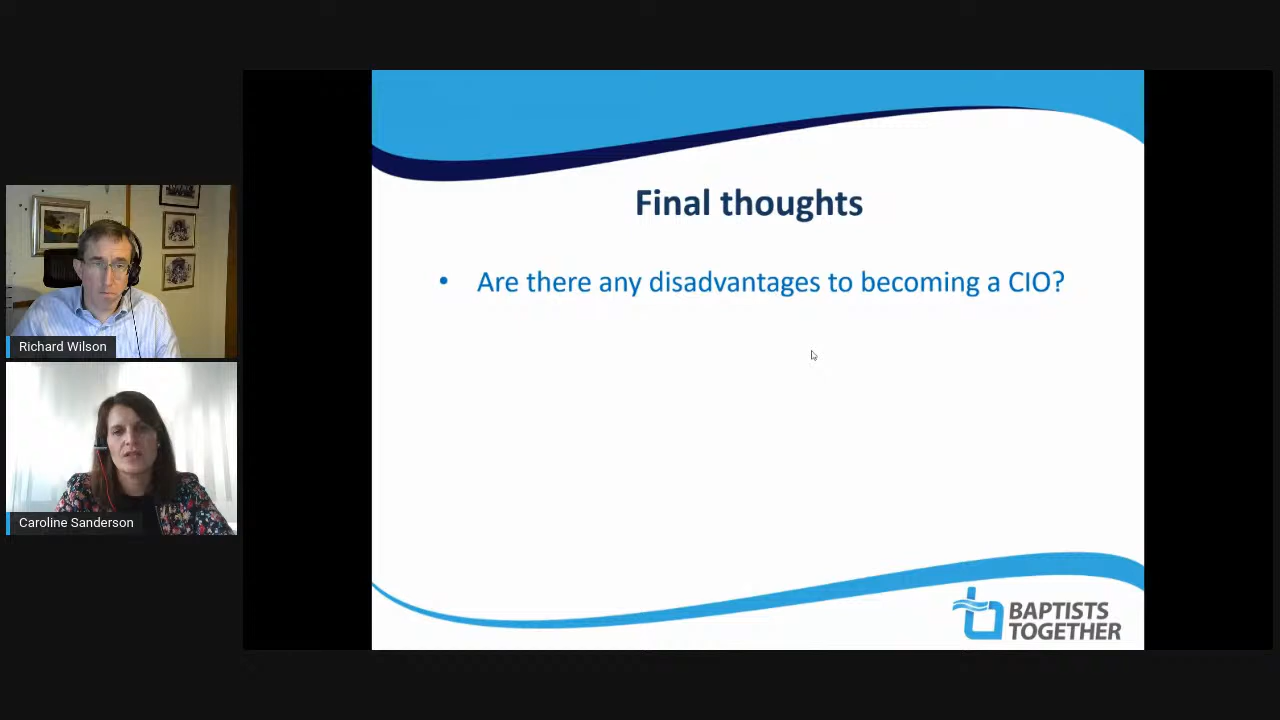 Richard Wilson
Caroline Sanderson
Final thoughts
• Are there any disadvantages to becoming a CIO?
BAPTISTS
TOGETHER